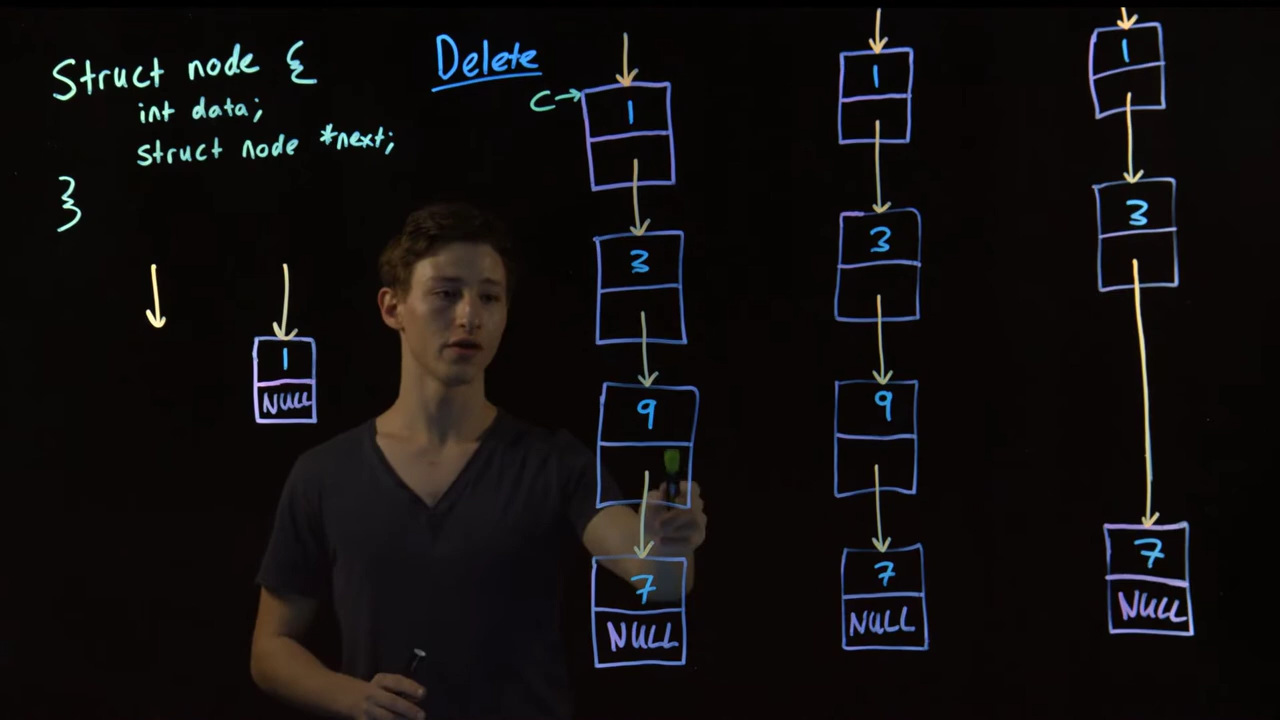 Struct node {
int data;
struct node *next;
}
1
NULL
Delete
C→
1
3
9
7
NULL
1
3
9
7
NULL
1
3
7
NULL